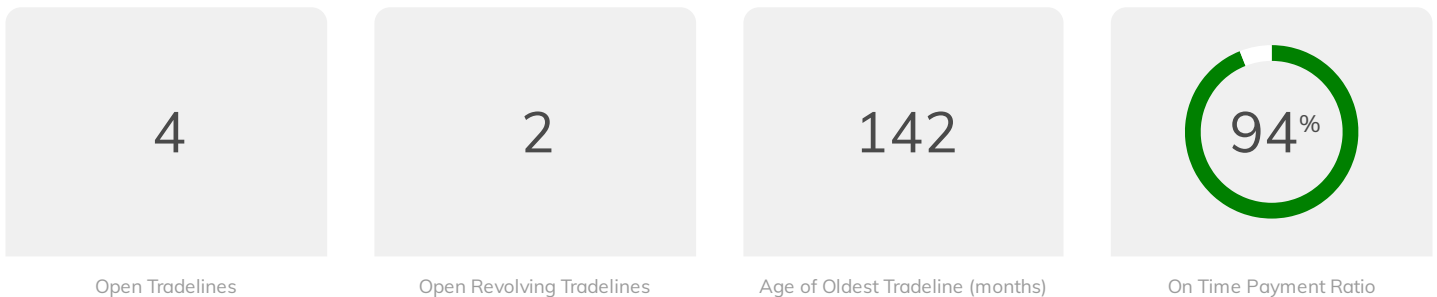 4
2
142
94%
Open Tradelines
Open Revolving Tradelines
Age of Oldest Tradeline (months)
On Time Payment Ratio